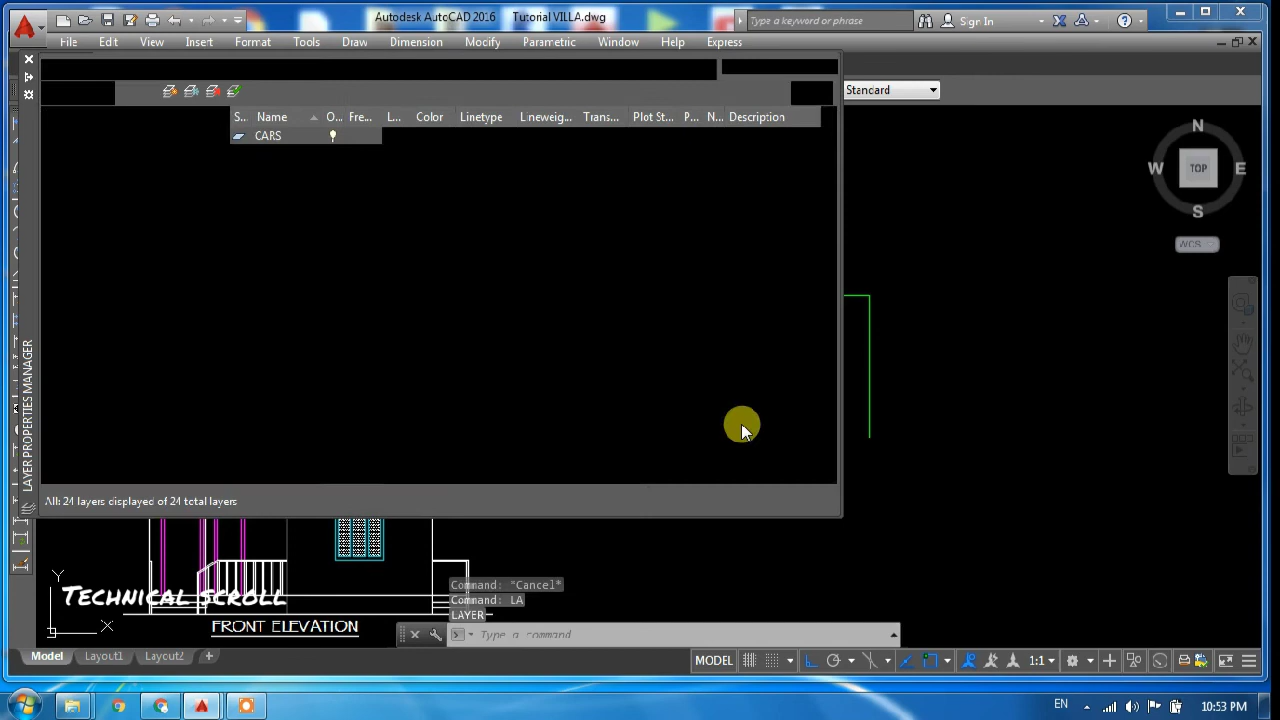 Autodesk AutoCAD 2016 Tutorial VILLA.dwg Type a keyword or phrase Sign In
File Edit View Insert Format Tools Draw Dimension Modify Parametric Window Help Express
Standard
S.. Name O.. Fre... L... Color Linetype Lineweig... Trans... Plot St... P... N... Description
CARS
N
W TOP E
S
WCS
LAYER PROPERTIES MANAGER
All: 24 layers displayed of 24 total layers
Command: *Cancel*
Command: LA
LAYER
Y
TECHNICAL SCROLL
X
FRONT ELEVATION
Type a command
Model Layout1 Layout2 +
MODEL 1:1
EN 10:53 PM